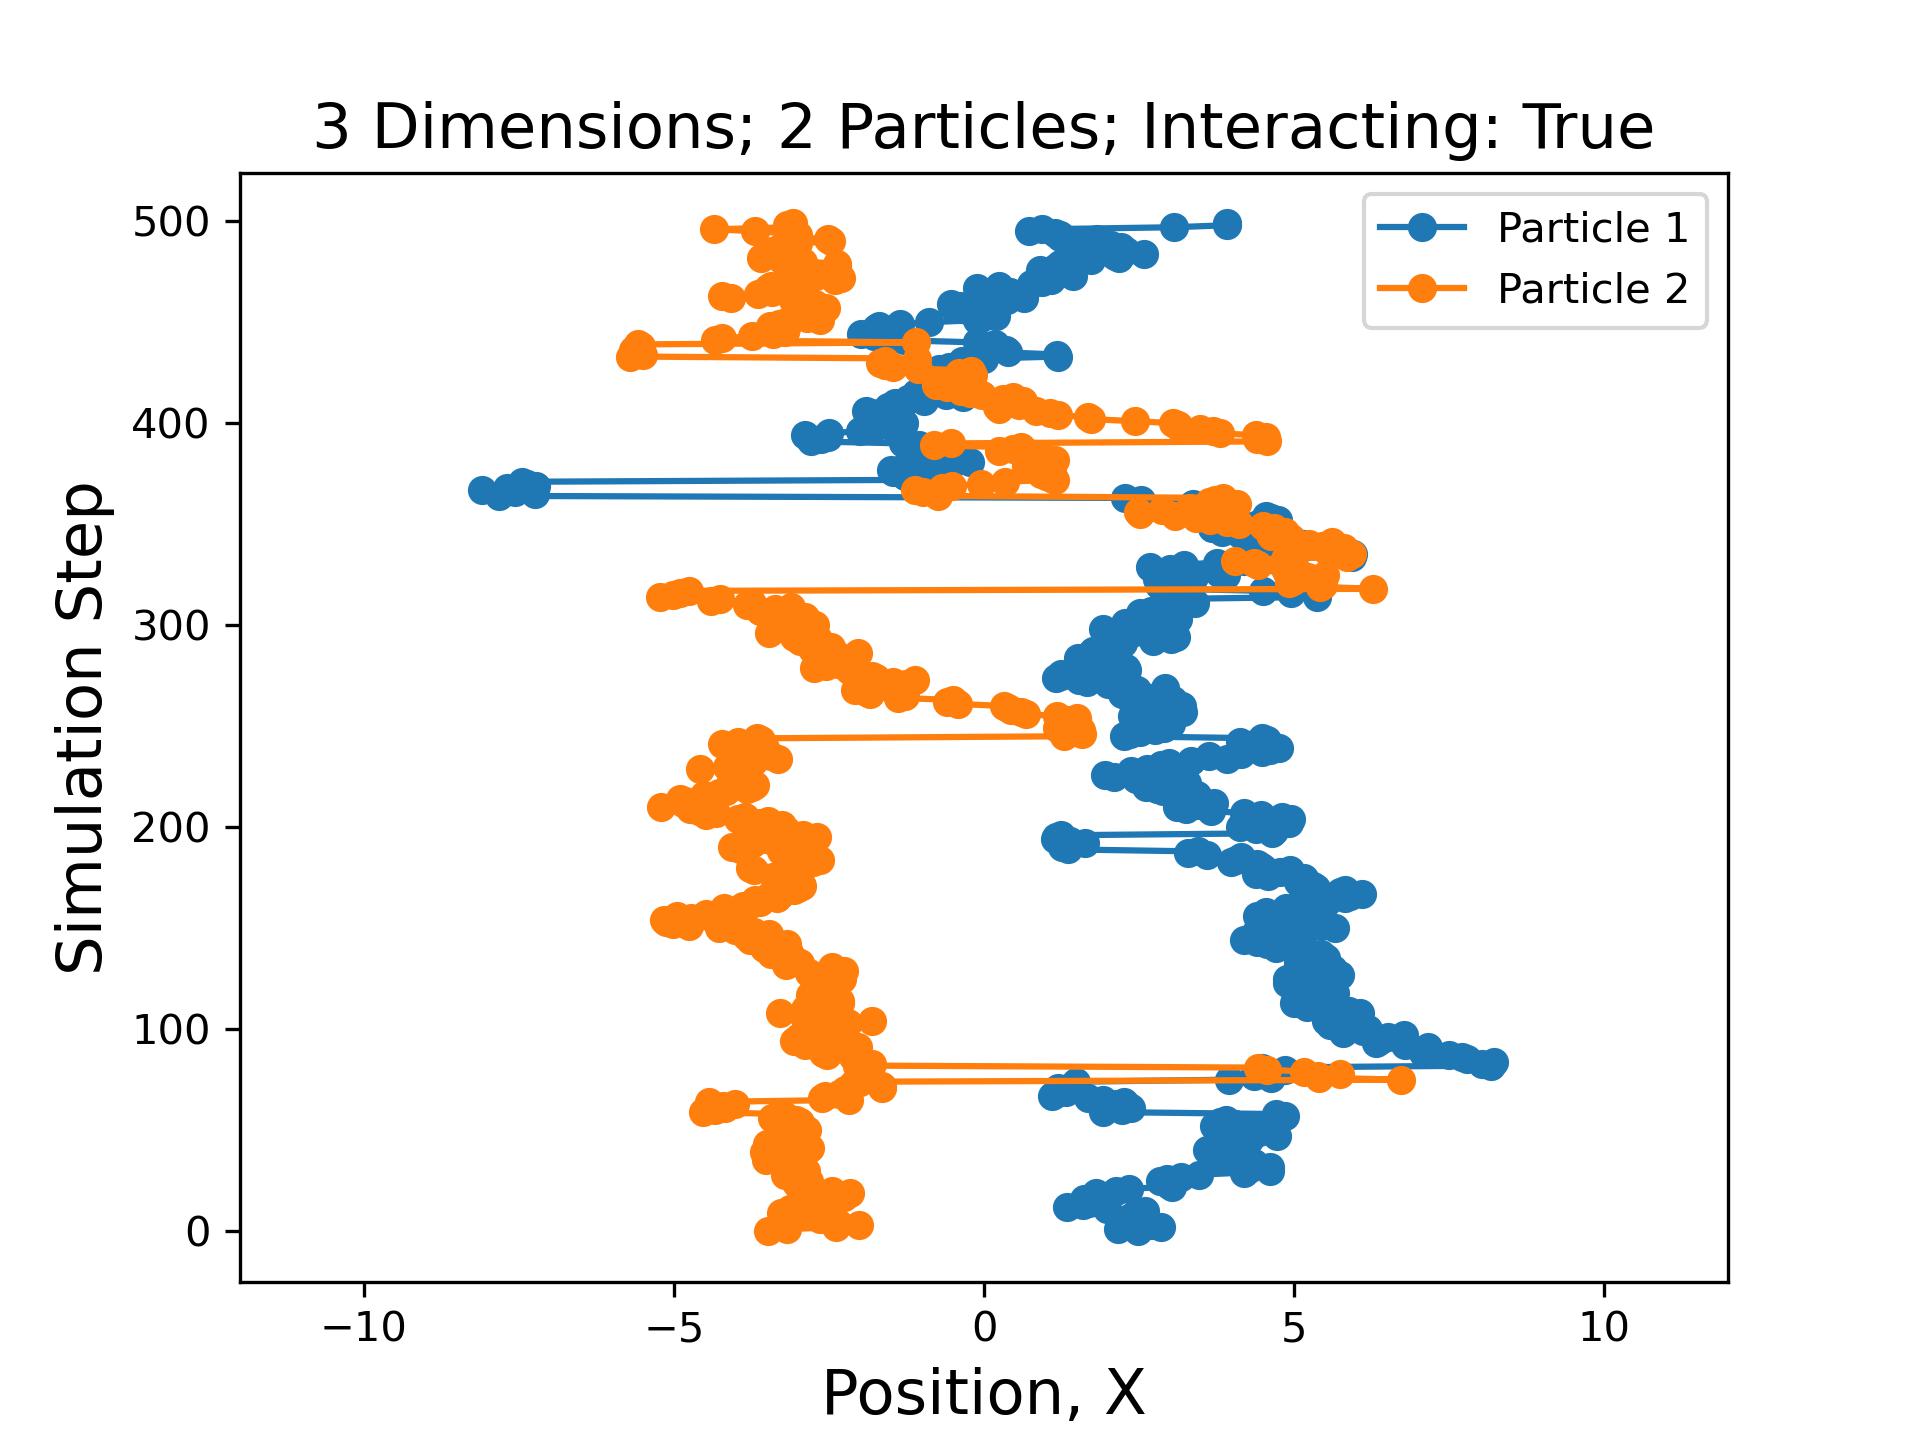 3 Dimensions; 2 Particles; Interacting: True
Particle 1
Particle 2
500
400
300
200
100
0
Simulation Step
−10
−5
0
5
10
Position, X